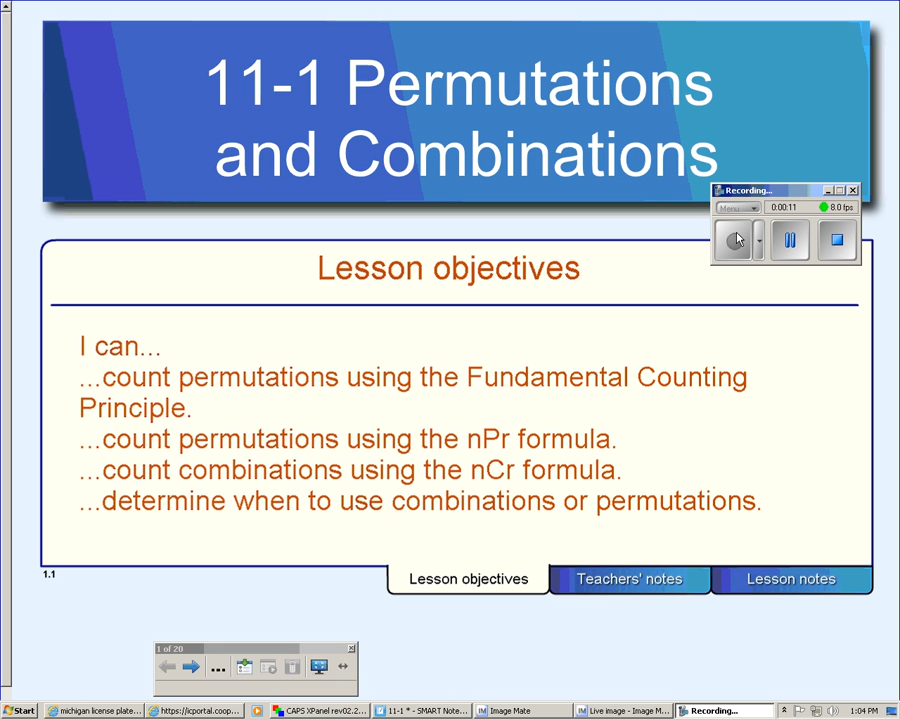 11-1 Permutations
and Combinations
Recording...
Menu
0:00:11
8.0 fps
Lesson objectives
I can...
...count permutations using the Fundamental Counting
Principle.
...count permutations using the nPr formula.
...count combinations using the nCr formula.
...determine when to use combinations or permutations.
1.1
Lesson objectives
Teachers' notes
Lesson notes
1 of 20
Start
michigan license plate...
https://icportal.coop...
CAPS XPanel rev02.2...
11-1 * - SMART Note...
Image Mate
Live image - Image M...
Recording...
1:04 PM